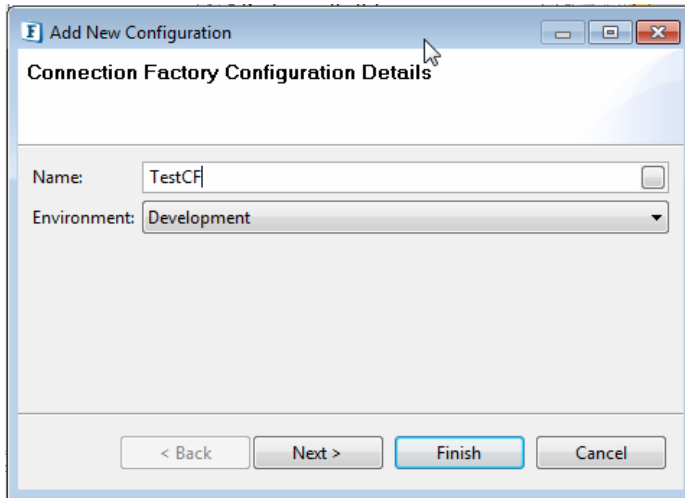 Add New Configuration
Connection Factory Configuration Details
Name: TestCF
Environment: Development
< Back Next > Finish Cancel